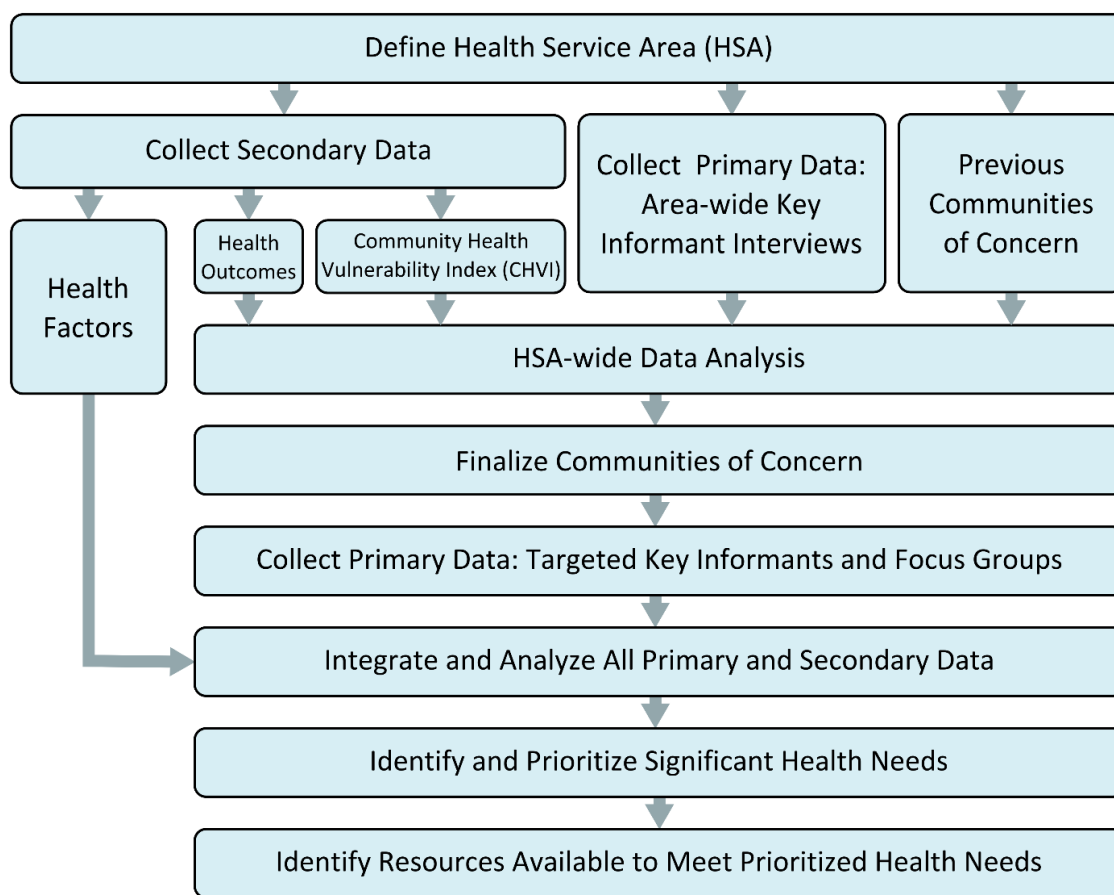 Define Health Service Area (HSA)
Collect Secondary Data
Collect Primary Data:
Area-wide Key
Informant Interviews
Previous
Communities
of Concern
Health
Factors
Health
Outcomes
Community Health
Vulnerability Index (CHVI)
HSA-wide Data Analysis
Finalize Communities of Concern
Collect Primary Data: Targeted Key Informants and Focus Groups
Integrate and Analyze All Primary and Secondary Data
Identify and Prioritize Significant Health Needs
Identify Resources Available to Meet Prioritized Health Needs